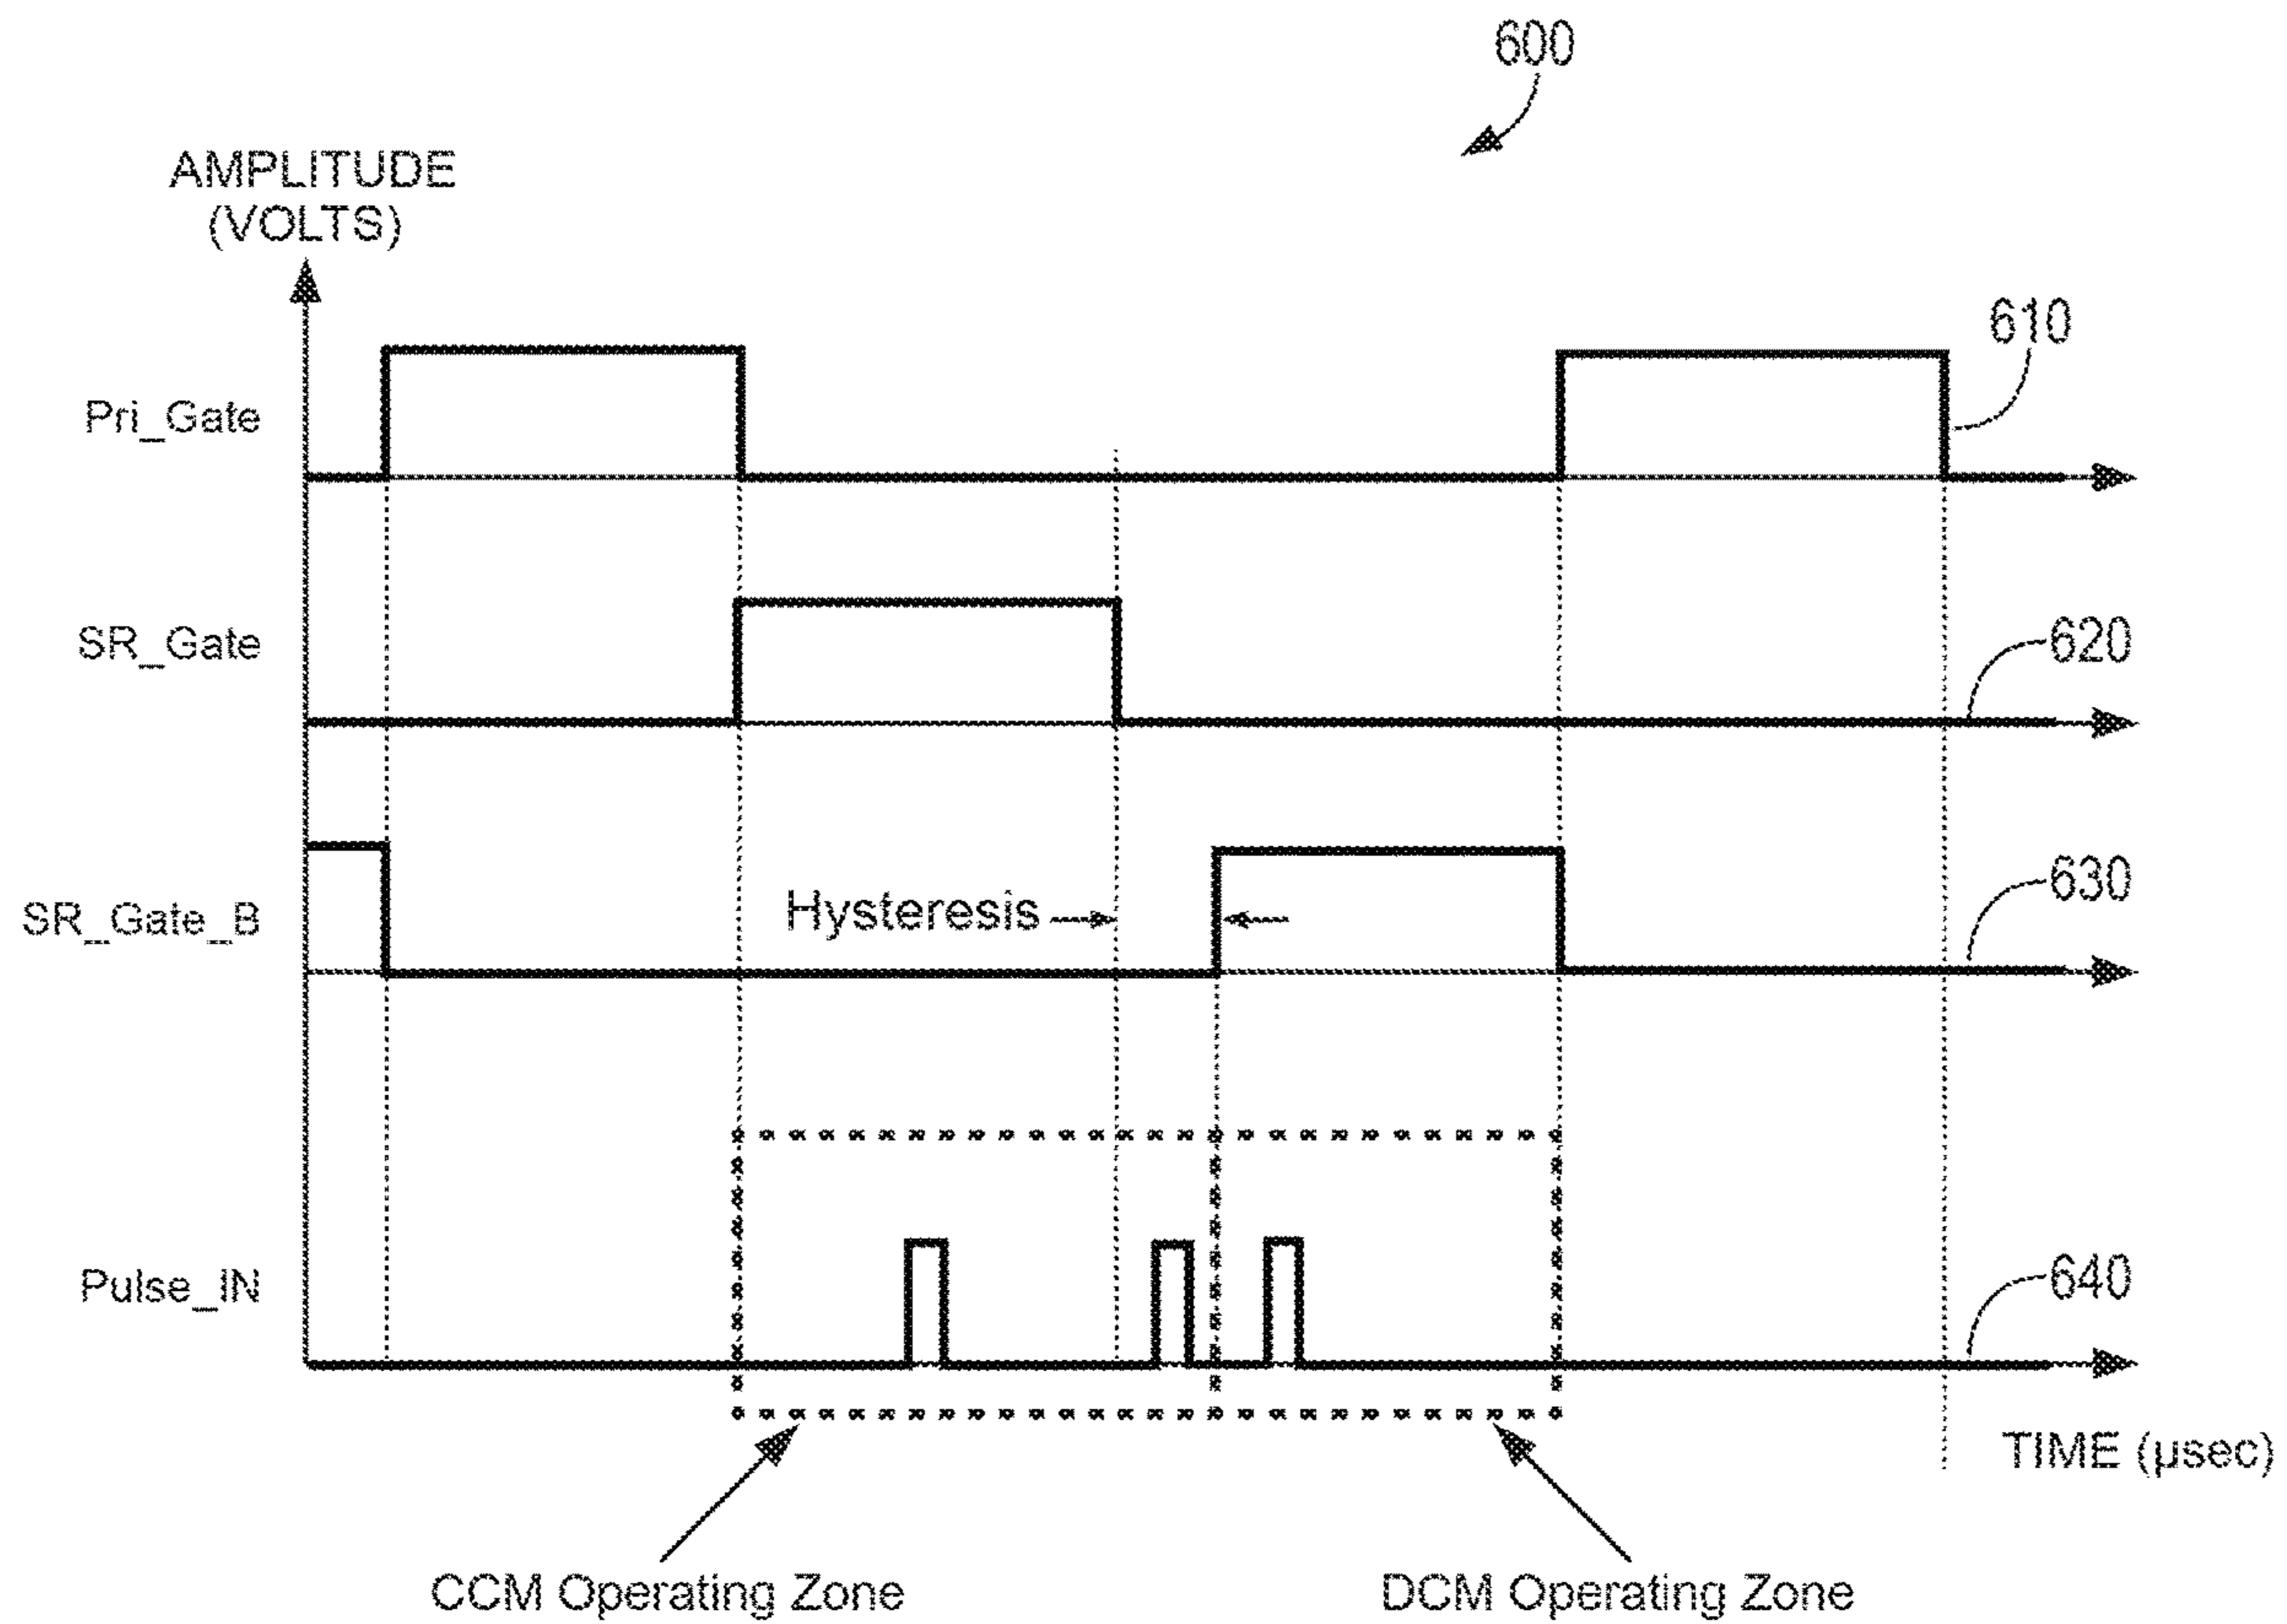 600
AMPLITUDE
(VOLTS)
610
Pri_Gate
SR_Gate
620
SR_Gate_B
Hysteresis
630
Pulse_IN
640
TIME (µsec)
CCM Operating Zone
DCM Operating Zone